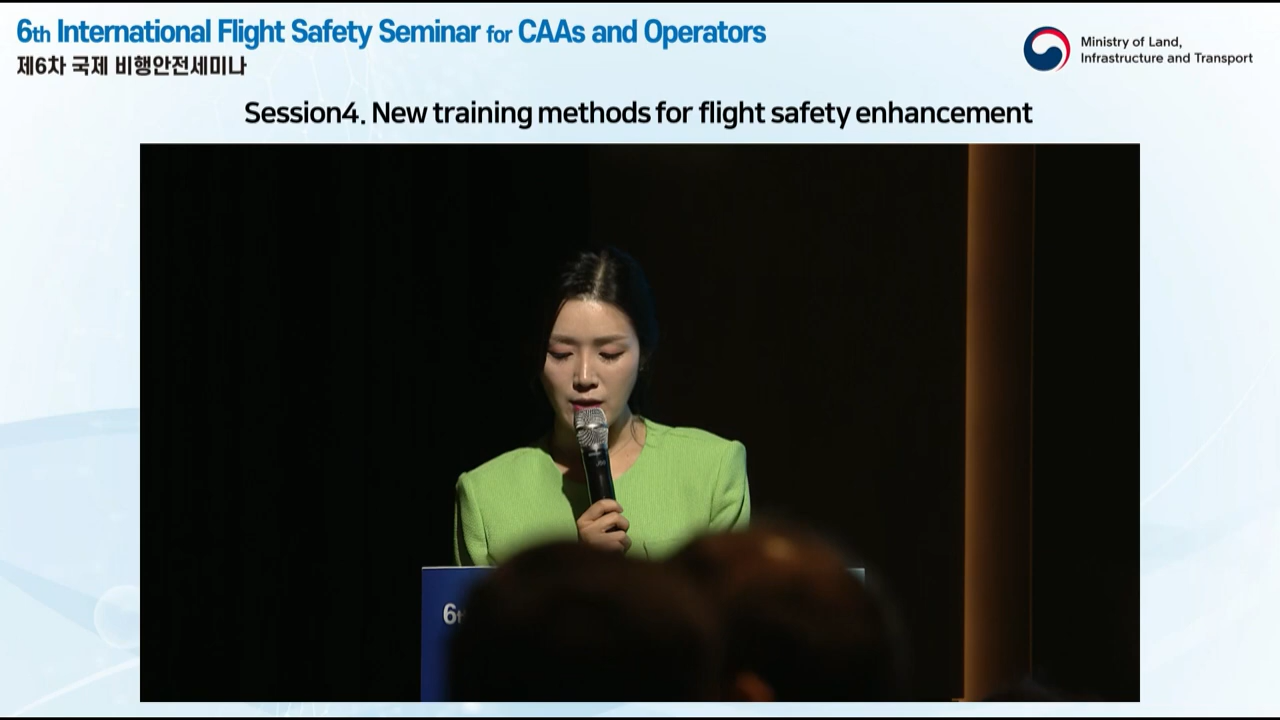 6th International Flight Safety Seminar for CAAs and Operators
제6차 국제 비행안전세미나
Ministry of Land,
Infrastructure and Transport
Session4. New training methods for flight safety enhancement
6t